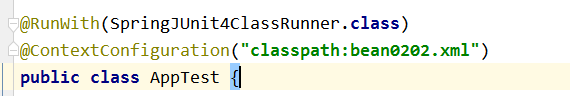 @RunWith(SpringJUnit4ClassRunner.class)
@ContextConfiguration("classpath:bean0202.xml")
public class AppTest {